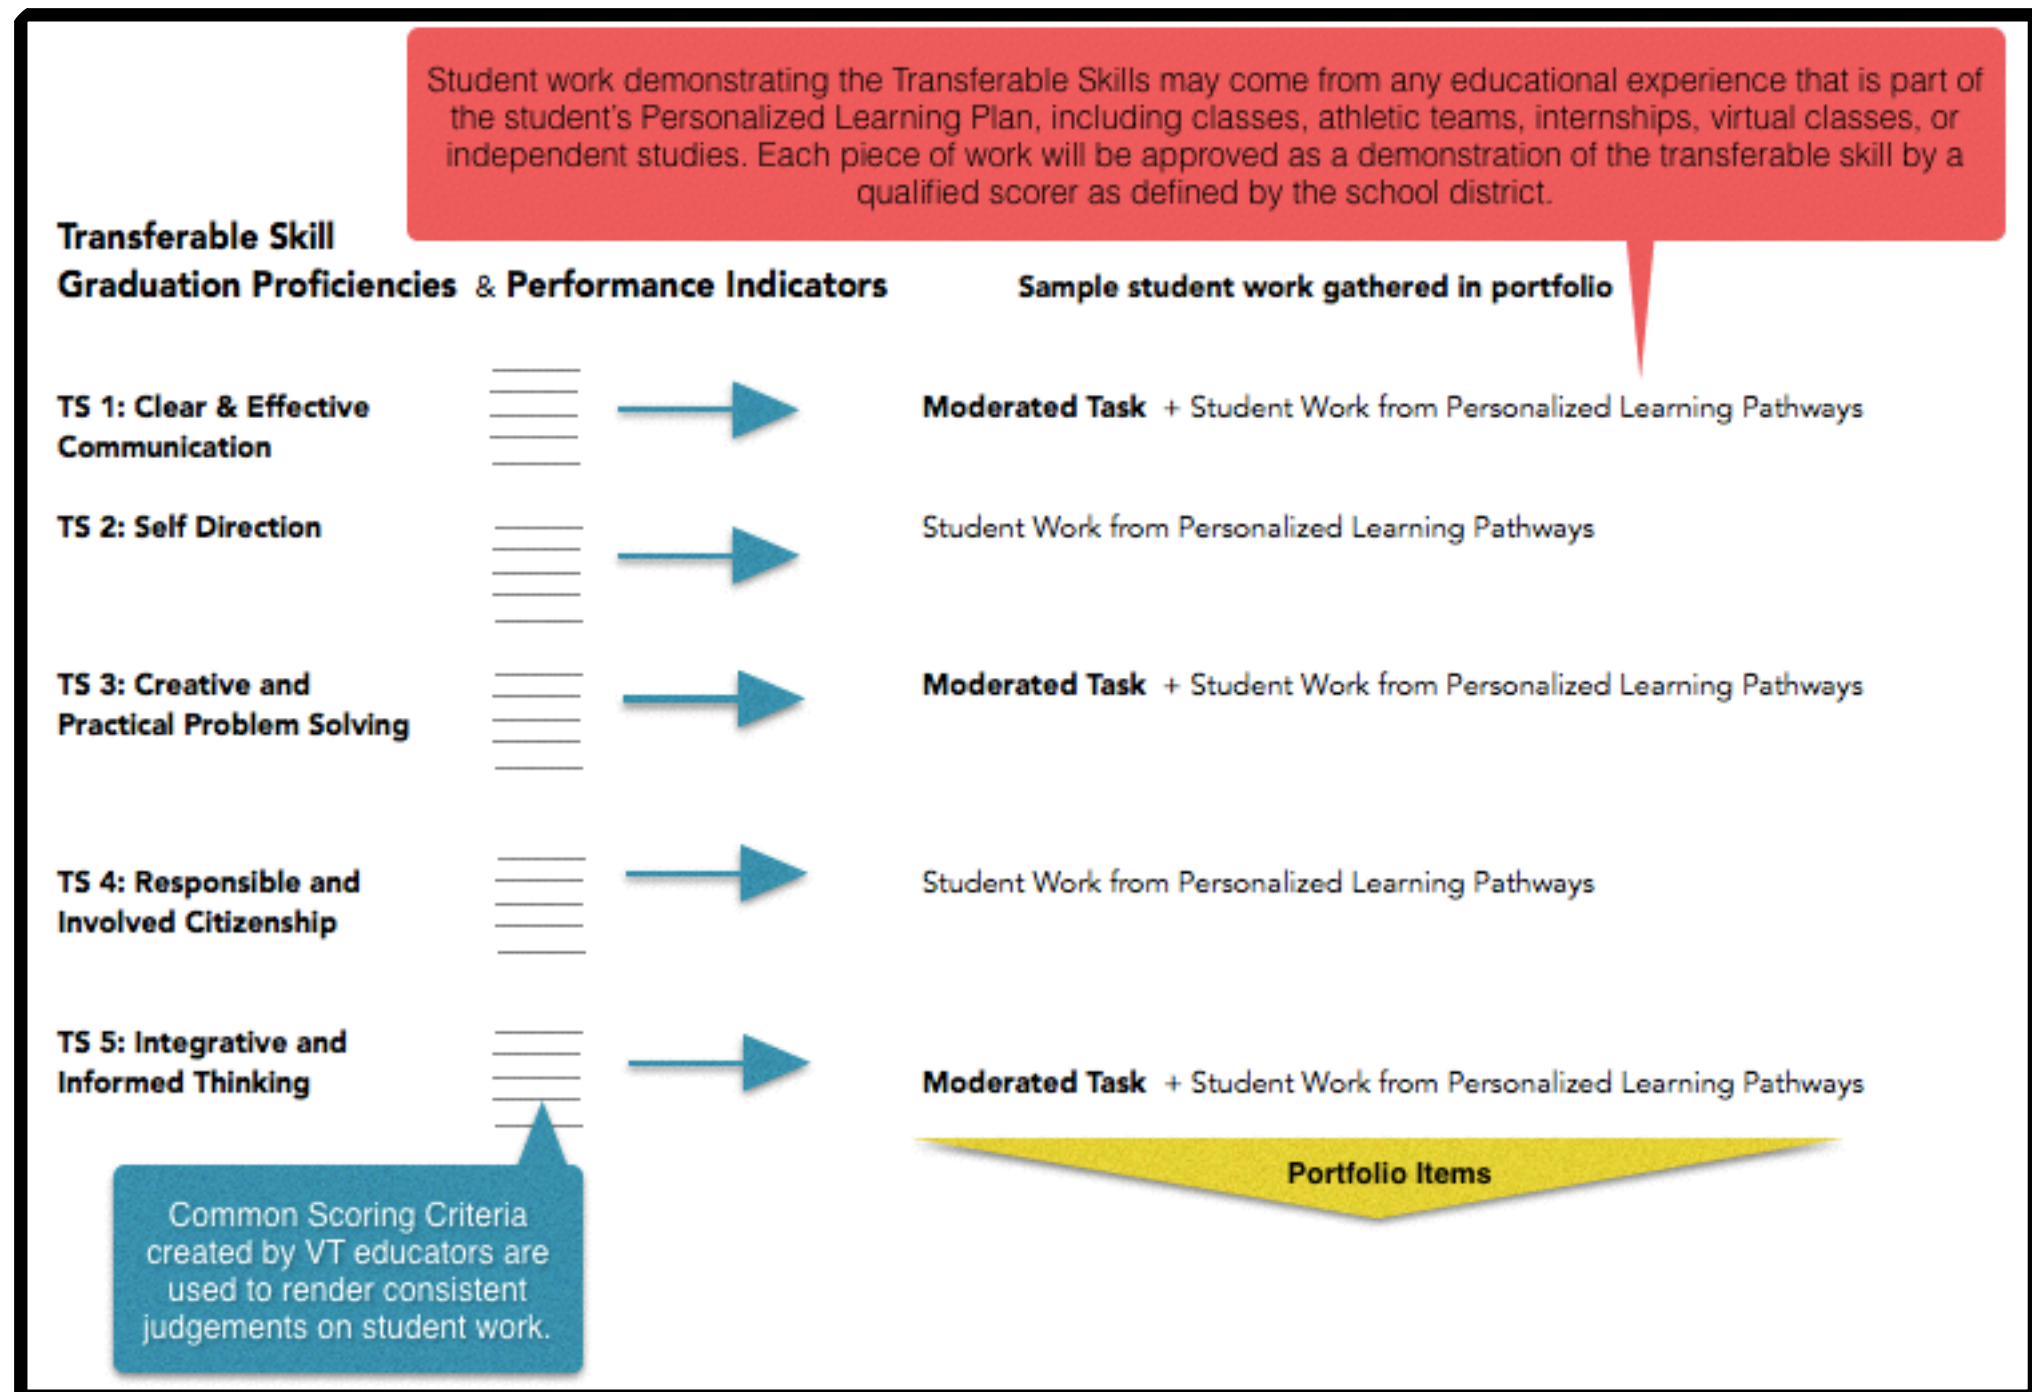 Student work demonstrating the Transferable Skills may come from any educational experience that is part of
the student's Personalized Learning Plan, including classes, athletic teams, internships, virtual classes, or
independent studies. Each piece of work will be approved as a demonstration of the transferable skill by a
qualified scorer as defined by the school district.
Transferable Skill
Graduation Proficiencies & Performance Indicators
Sample student work gathered in portfolio
TS 1: Clear & Effective
Communication
Moderated Task + Student Work from Personalized Learning Pathways
TS 2: Self Direction
Student Work from Personalized Learning Pathways
TS 3: Creative and
Practical Problem Solving
Moderated Task + Student Work from Personalized Learning Pathways
TS 4: Responsible and
Involved Citizenship
Student Work from Personalized Learning Pathways
TS 5: Integrative and
Informed Thinking
Moderated Task + Student Work from Personalized Learning Pathways
Portfolio Items
Common Scoring Criteria
created by VT educators are
used to render consistent
judgements on student work.